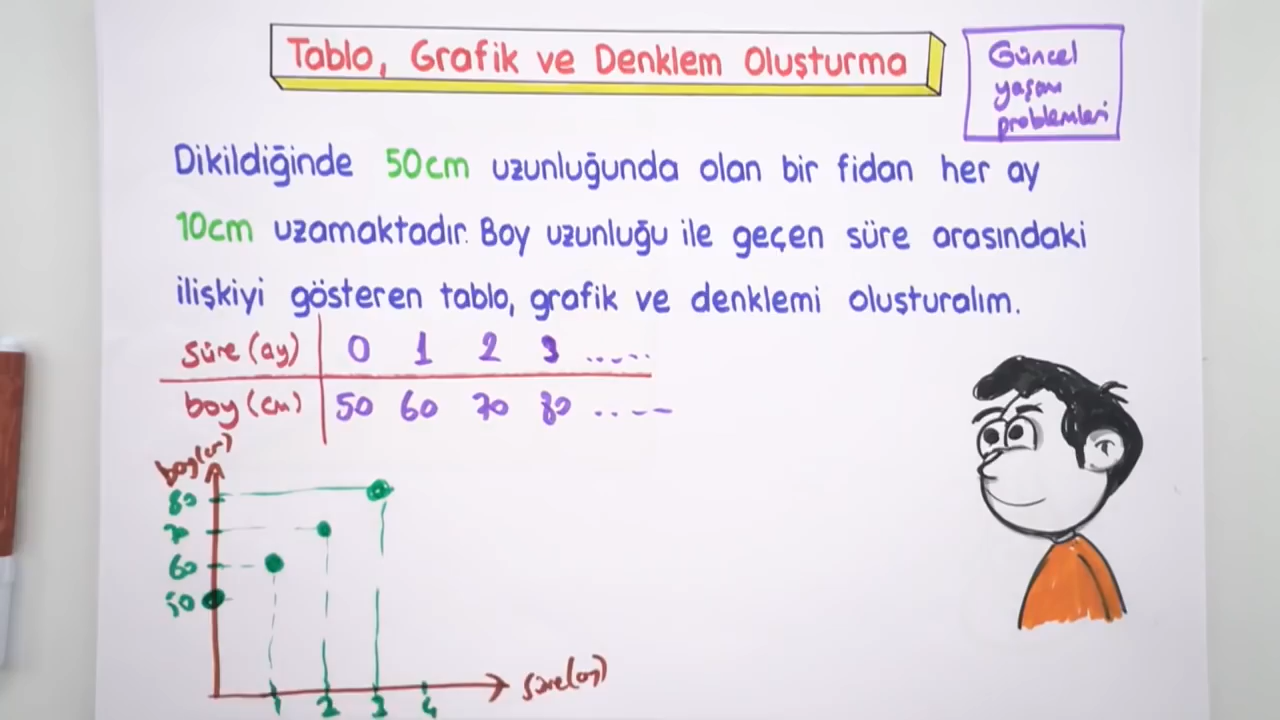 Tablo, Grafik ve Denklem Oluşturma
Güncel
yaşam
problemleri
Dikildiğinde 50cm uzunluğunda olan bir fidan her ay
10cm uzamaktadır. Boy uzunluğu ile geçen süre arasındaki
ilişkiyi gösteren tablo, grafik ve denklemi oluşturalım.
süre (ay) 0 1 2 3 ......
boy (cm) 50 60 70 80 ......
boy(cm)
80
70
60
50
1 2 3 4 süre(ay)